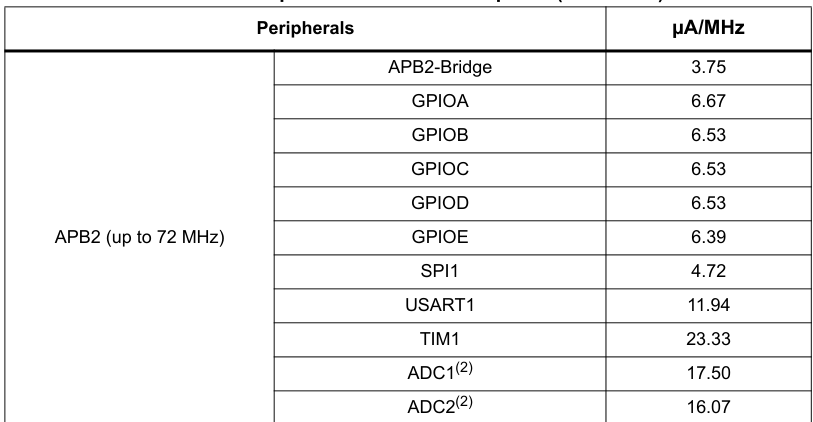 Peripherals µA/MHz
APB2 (up to 72 MHz)
APB2-Bridge 3.75
GPIOA 6.67
GPIOB 6.53
GPIOC 6.53
GPIOD 6.53
GPIOE 6.39
SPI1 4.72
USART1 11.94
TIM1 23.33
ADC1(2) 17.50
ADC2(2) 16.07